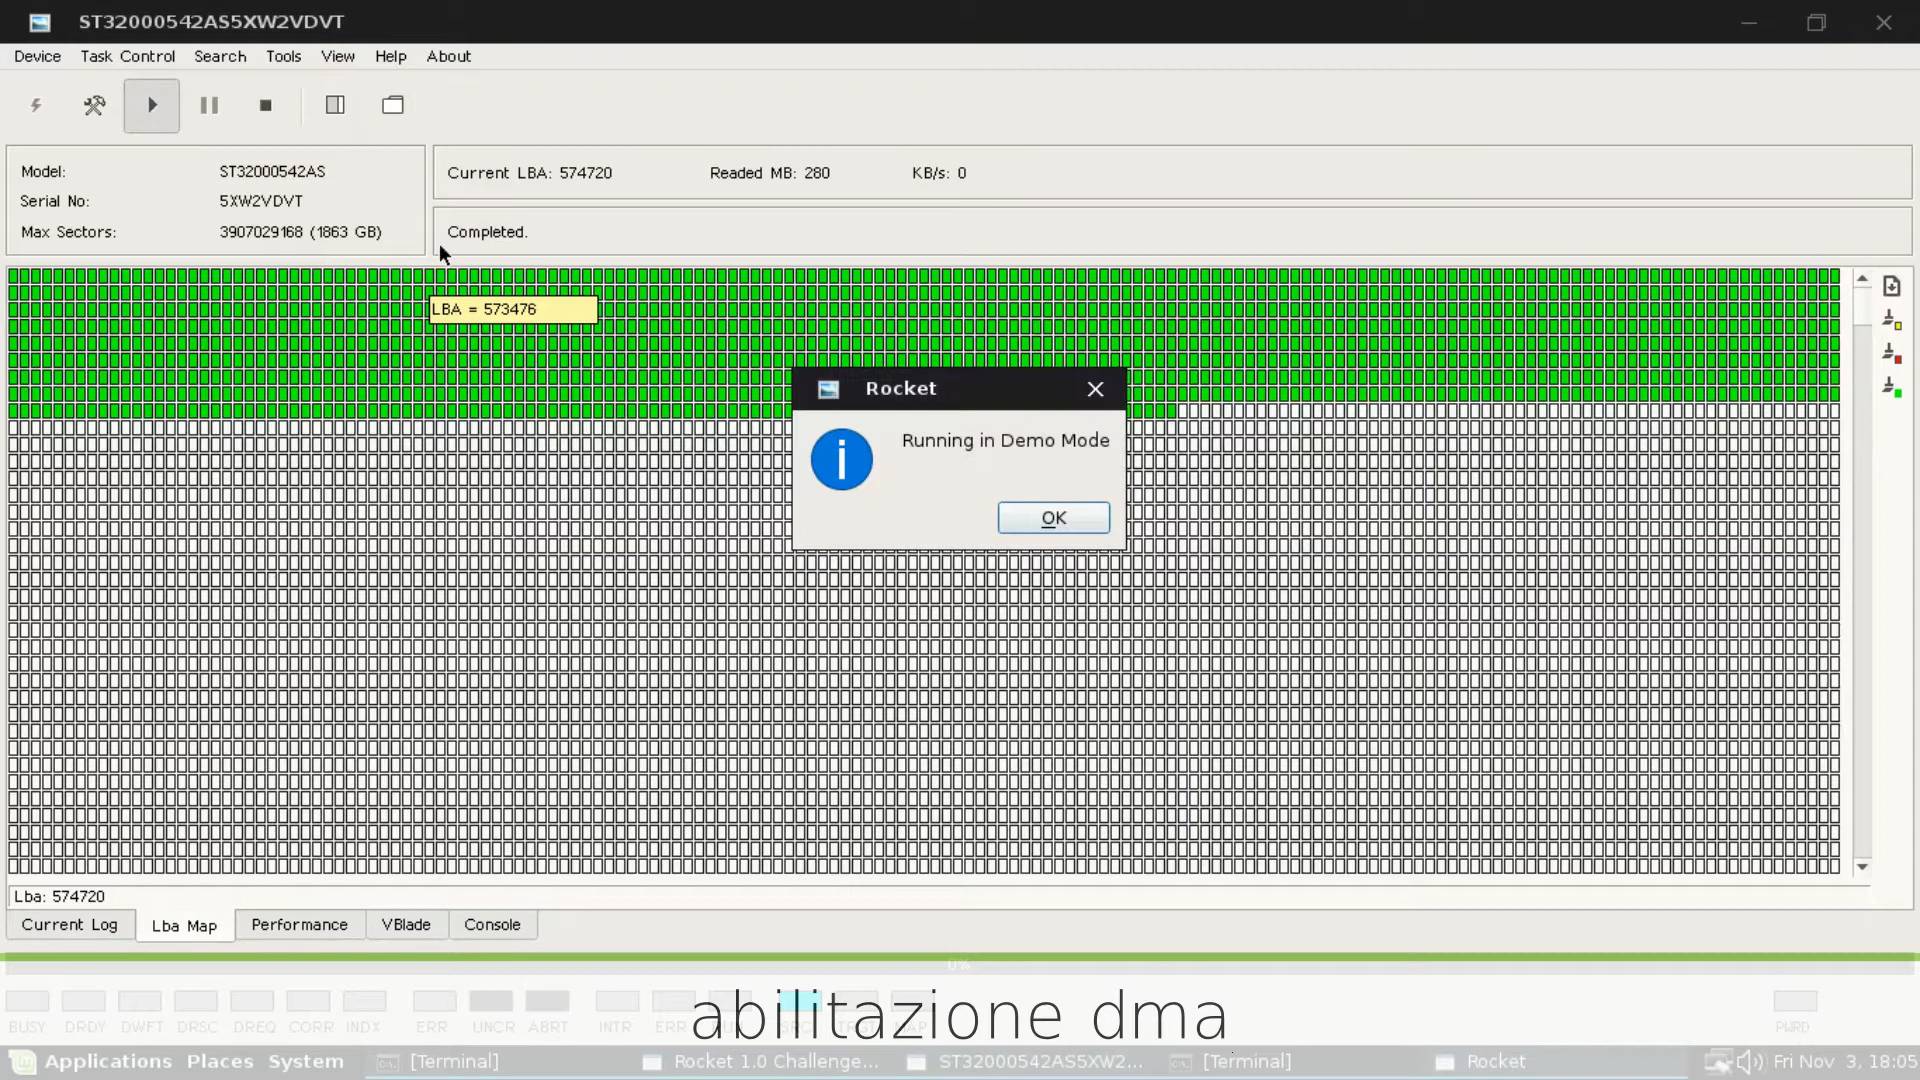 ST32000542AS5XW2VDVT
Device Task Control Search Tools View Help About
Model: ST32000542AS
Serial No: 5XW2VDVT
Max Sectors: 3907029168 (1863 GB)
Current LBA: 574720 Readed MB: 280 KB/s: 0
Completed.
LBA = 573476
Rocket
Running in Demo Mode
OK
Lba: 574720
Current Log Lba Map Performance VBlade Console
0%
BUSY DRDY DWFT DRSC DREQ CORR INDX ERR UNCR ABRT INTR ERR PWRD
abilitazione dma
Applications Places System [Terminal] Rocket 1.0 Challenge... ST32000542AS5XW2... [Terminal] Rocket Fri Nov 3, 18:05